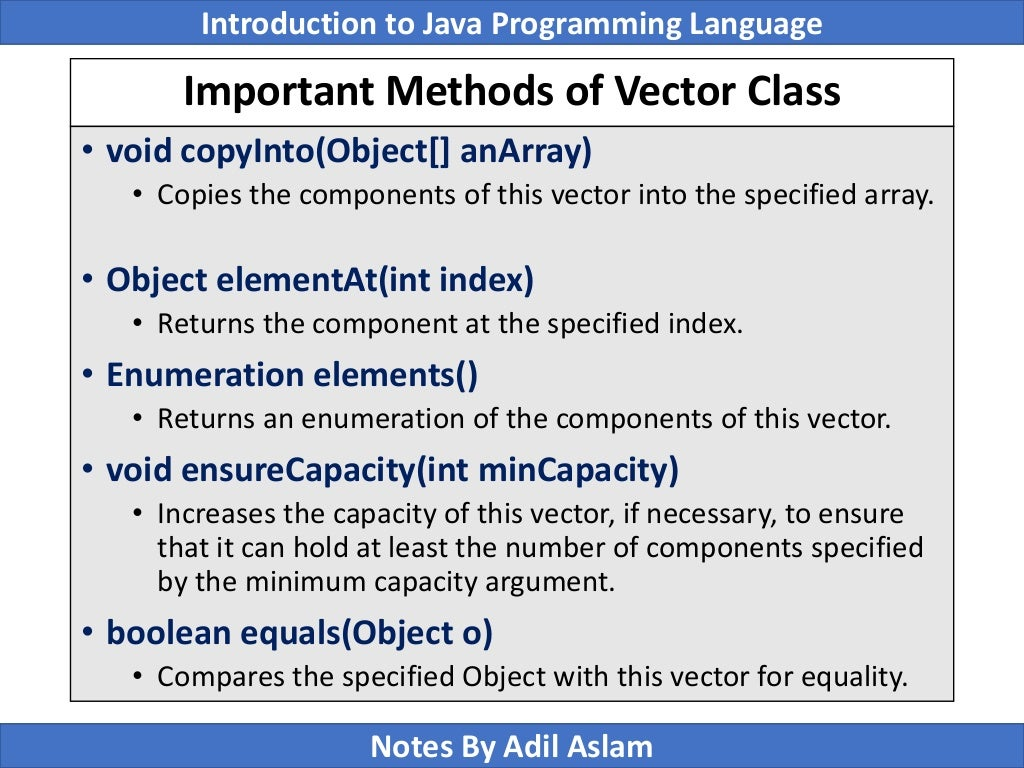 Introduction to Java Programming Language
Important Methods of Vector Class
• void copyInto(Object[] anArray)
• Copies the components of this vector into the specified array.
• Object elementAt(int index)
• Returns the component at the specified index.
• Enumeration elements()
• Returns an enumeration of the components of this vector.
• void ensureCapacity(int minCapacity)
• Increases the capacity of this vector, if necessary, to ensure
that it can hold at least the number of components specified
by the minimum capacity argument.
• boolean equals(Object o)
• Compares the specified Object with this vector for equality.
Notes By Adil Aslam